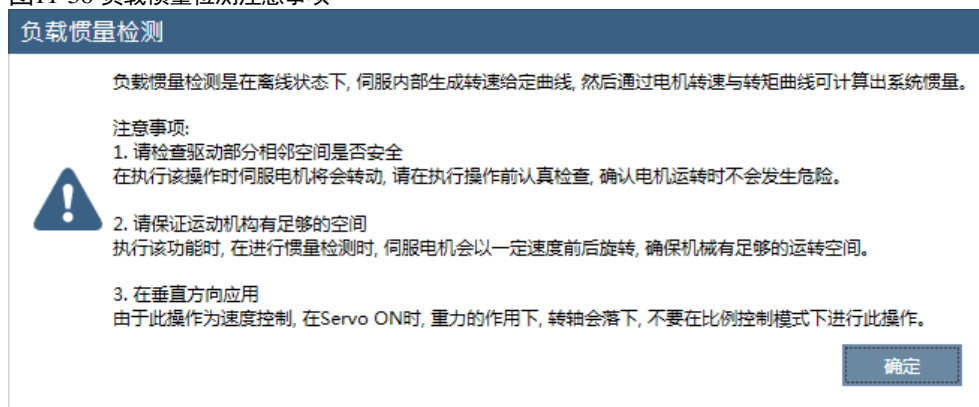 负载惯量检测
负载惯量检测是在离线状态下, 伺服内部生成转速给定曲线, 然后通过电机转速与转矩曲线可计算出系统惯量。
注意事项:
1. 请检查驱动部分相邻空间是否安全
在执行该操作时伺服电机将会转动, 请在执行操作前认真检查, 确认电机运转时不会发生危险。
2. 请保证运动机构有足够的空间
执行该功能时, 在进行惯量检测时, 伺服电机会以一定速度前后旋转, 确保机械有足够的运转空间。
3. 在垂直方向应用
由于此操作为速度控制, 在Servo ON时, 重力的作用下, 转轴会落下, 不要在比例控制模式下进行此操作。
确定